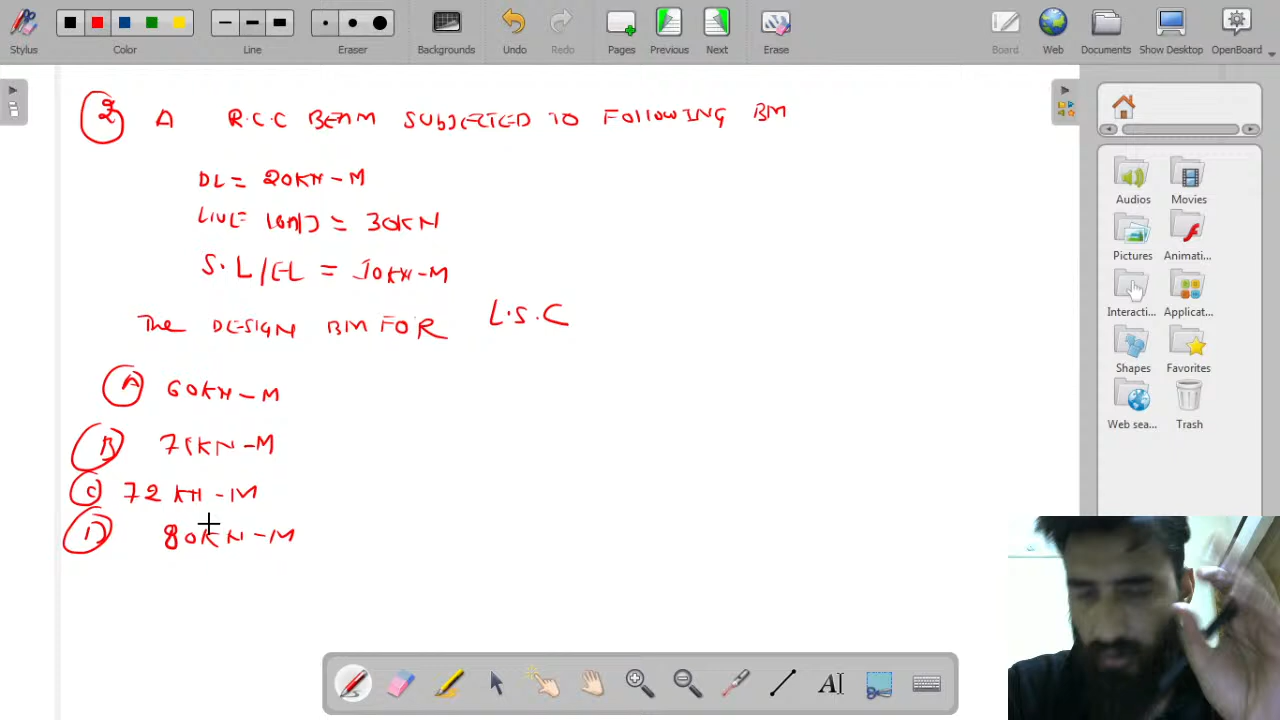 Stylus Color Line Eraser Backgrounds Undo Redo Pages Previous Next Erase Board Web Documents Show Desktop OpenBoard
2 A R.C.C BEAM SUBJECTED TO FOLLOWING BM
DL = 20KN-M
LIVE = 30KN
S.L/EL = 10KN-M
The DESIGN BM FOR L.S.C
A 60KN-M
B 75KN-M
C 72 KN-M
D 80KN-M
Audios Movies
Pictures Animati...
Interacti... Applicat...
Shapes Favorites
Web sea... Trash